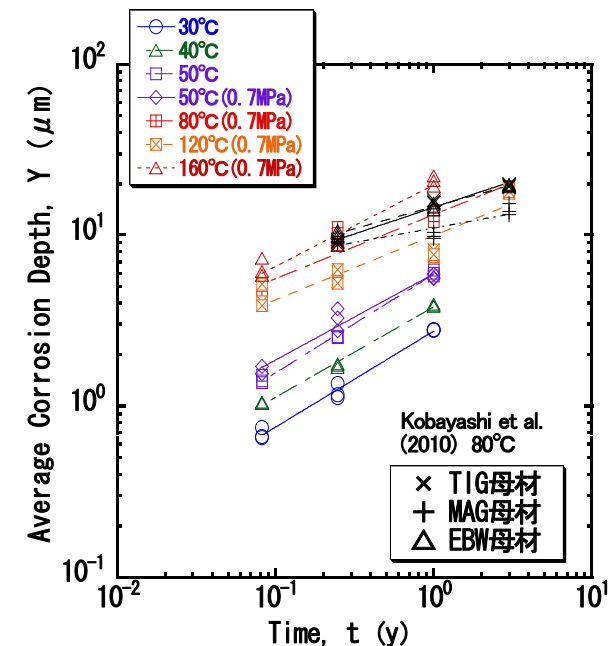 30℃
40℃
50℃
50℃(0.7MPa)
80℃(0.7MPa)
120℃(0.7MPa)
160℃(0.7MPa)
10²
10¹
10⁰
10⁻¹
Average Corrosion Depth, Y (μm)
Kobayashi et al.
(2010) 80℃
TIG母材
MAG母材
EBW母材
10⁻² 10⁻¹ 10⁰ 10¹
Time, t (y)